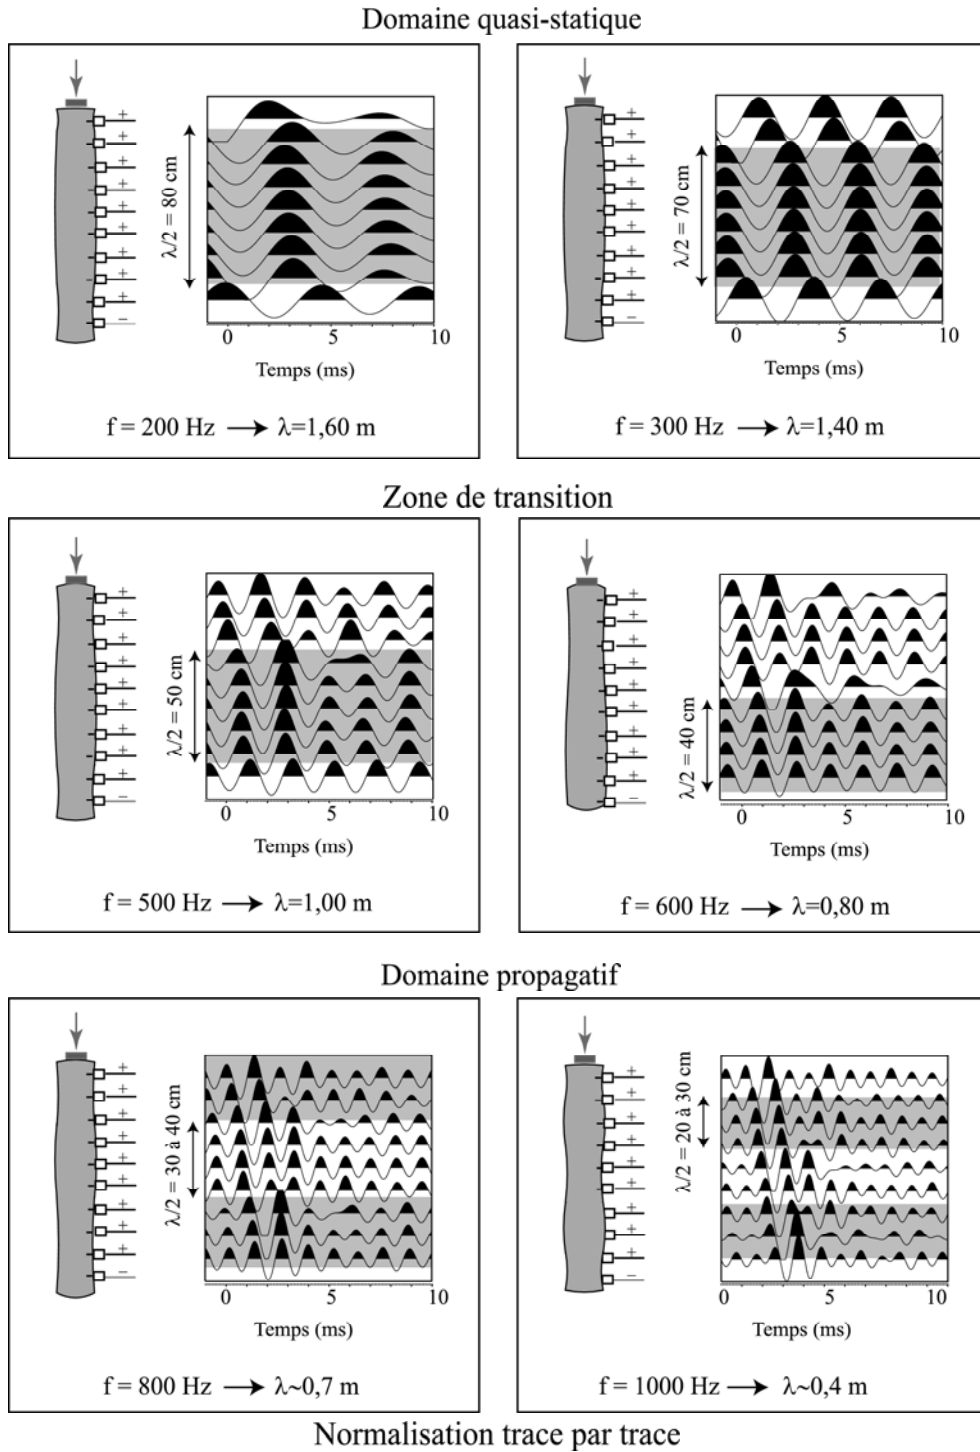 Domaine quasi-statique
+
+
+
+
+
+
+
+
+
−
λ/2 = 80 cm
0 5 10
Temps (ms)
f = 200 Hz → λ=1,60 m
+
+
+
+
+
+
+
+
+
−
λ/2 = 70 cm
0 5 10
Temps (ms)
f = 300 Hz → λ=1,40 m
Zone de transition
+
+
+
+
+
+
+
+
+
−
λ/2 = 50 cm
0 5 10
Temps (ms)
f = 500 Hz → λ=1,00 m
+
+
+
+
+
+
+
+
+
−
λ/2 = 40 cm
0 5 10
Temps (ms)
f = 600 Hz → λ=0,80 m
Domaine propagatif
+
+
+
+
+
+
+
+
+
−
λ/2 = 30 à 40 cm
0 5 10
Temps (ms)
f = 800 Hz → λ~0,7 m
+
+
+
+
+
+
+
+
+
−
λ/2 = 20 à 30 cm
0 5 10
Temps (ms)
f = 1000 Hz → λ~0,4 m
Normalisation trace par trace